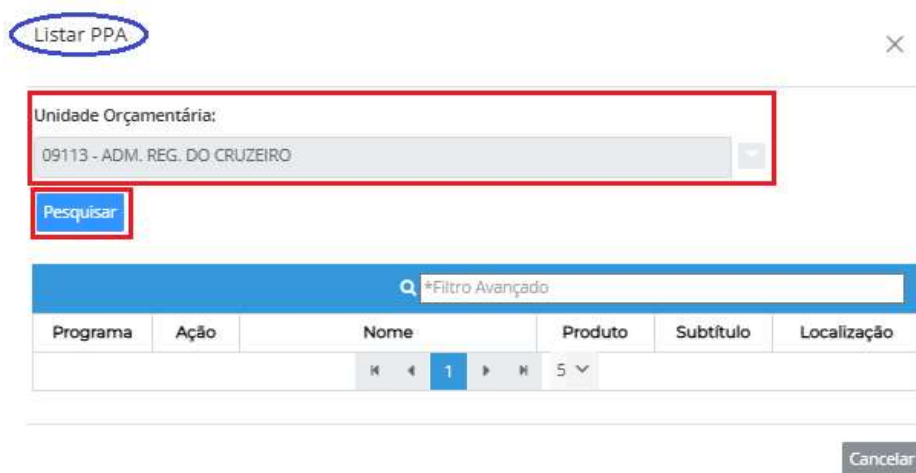 Listar PPA
Unidade Orçamentária:
09113 - ADM. REG. DO CRUZEIRO
Pesquisar
*Filtro Avançado
Programa Ação Nome Produto Subtítulo Localização
1 5
Cancelar